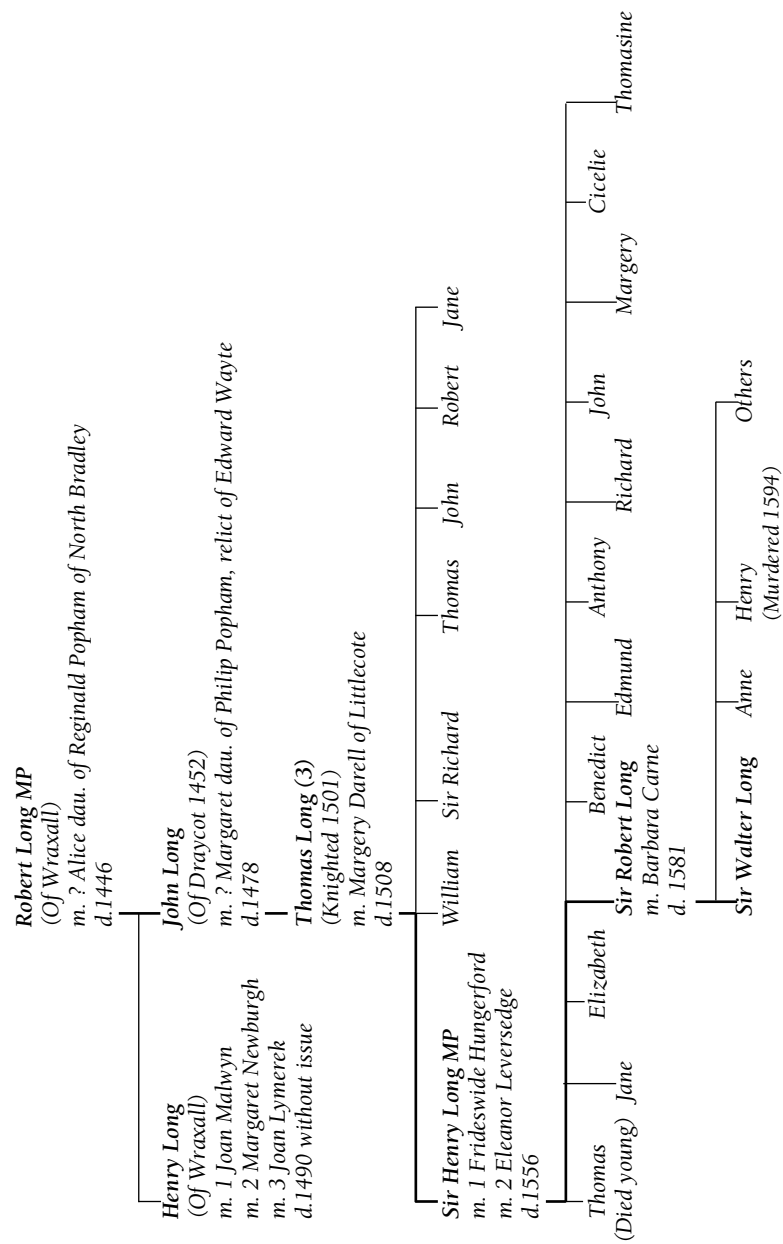 Robert Long MP
(Of Wraxall)
m. ? Alice dau. of Reginald Popham of North Bradley
d.1446
Henry Long
(Of Wraxall)
m. 1 Joan Malwyn
m. 2 Margaret Newburgh
m. 3 Joan Lymerek
d.1490 without issue
John Long
(Of Draycot 1452)
m. ? Margaret dau. of Philip Popham, relict of Edward Wayte
d.1478
Thomas Long (3)
(Knighted 1501)
m. Margery Darell of Littlecote
d.1508
Sir Henry Long MP
m. 1 Frideswide Hungerford
m. 2 Eleanor Leversedge
d.1556
William
Sir Richard
Thomas
John
Robert
Jane
Thomas
(Died young)
Jane
Elizabeth
Sir Robert Long
m. Barbara Carne
d. 1581
Benedict
Edmund
Anthony
Richard
John
Margery
Cicelie
Thomasine
Sir Walter Long
Anne
Henry
(Murdered 1594)
Others